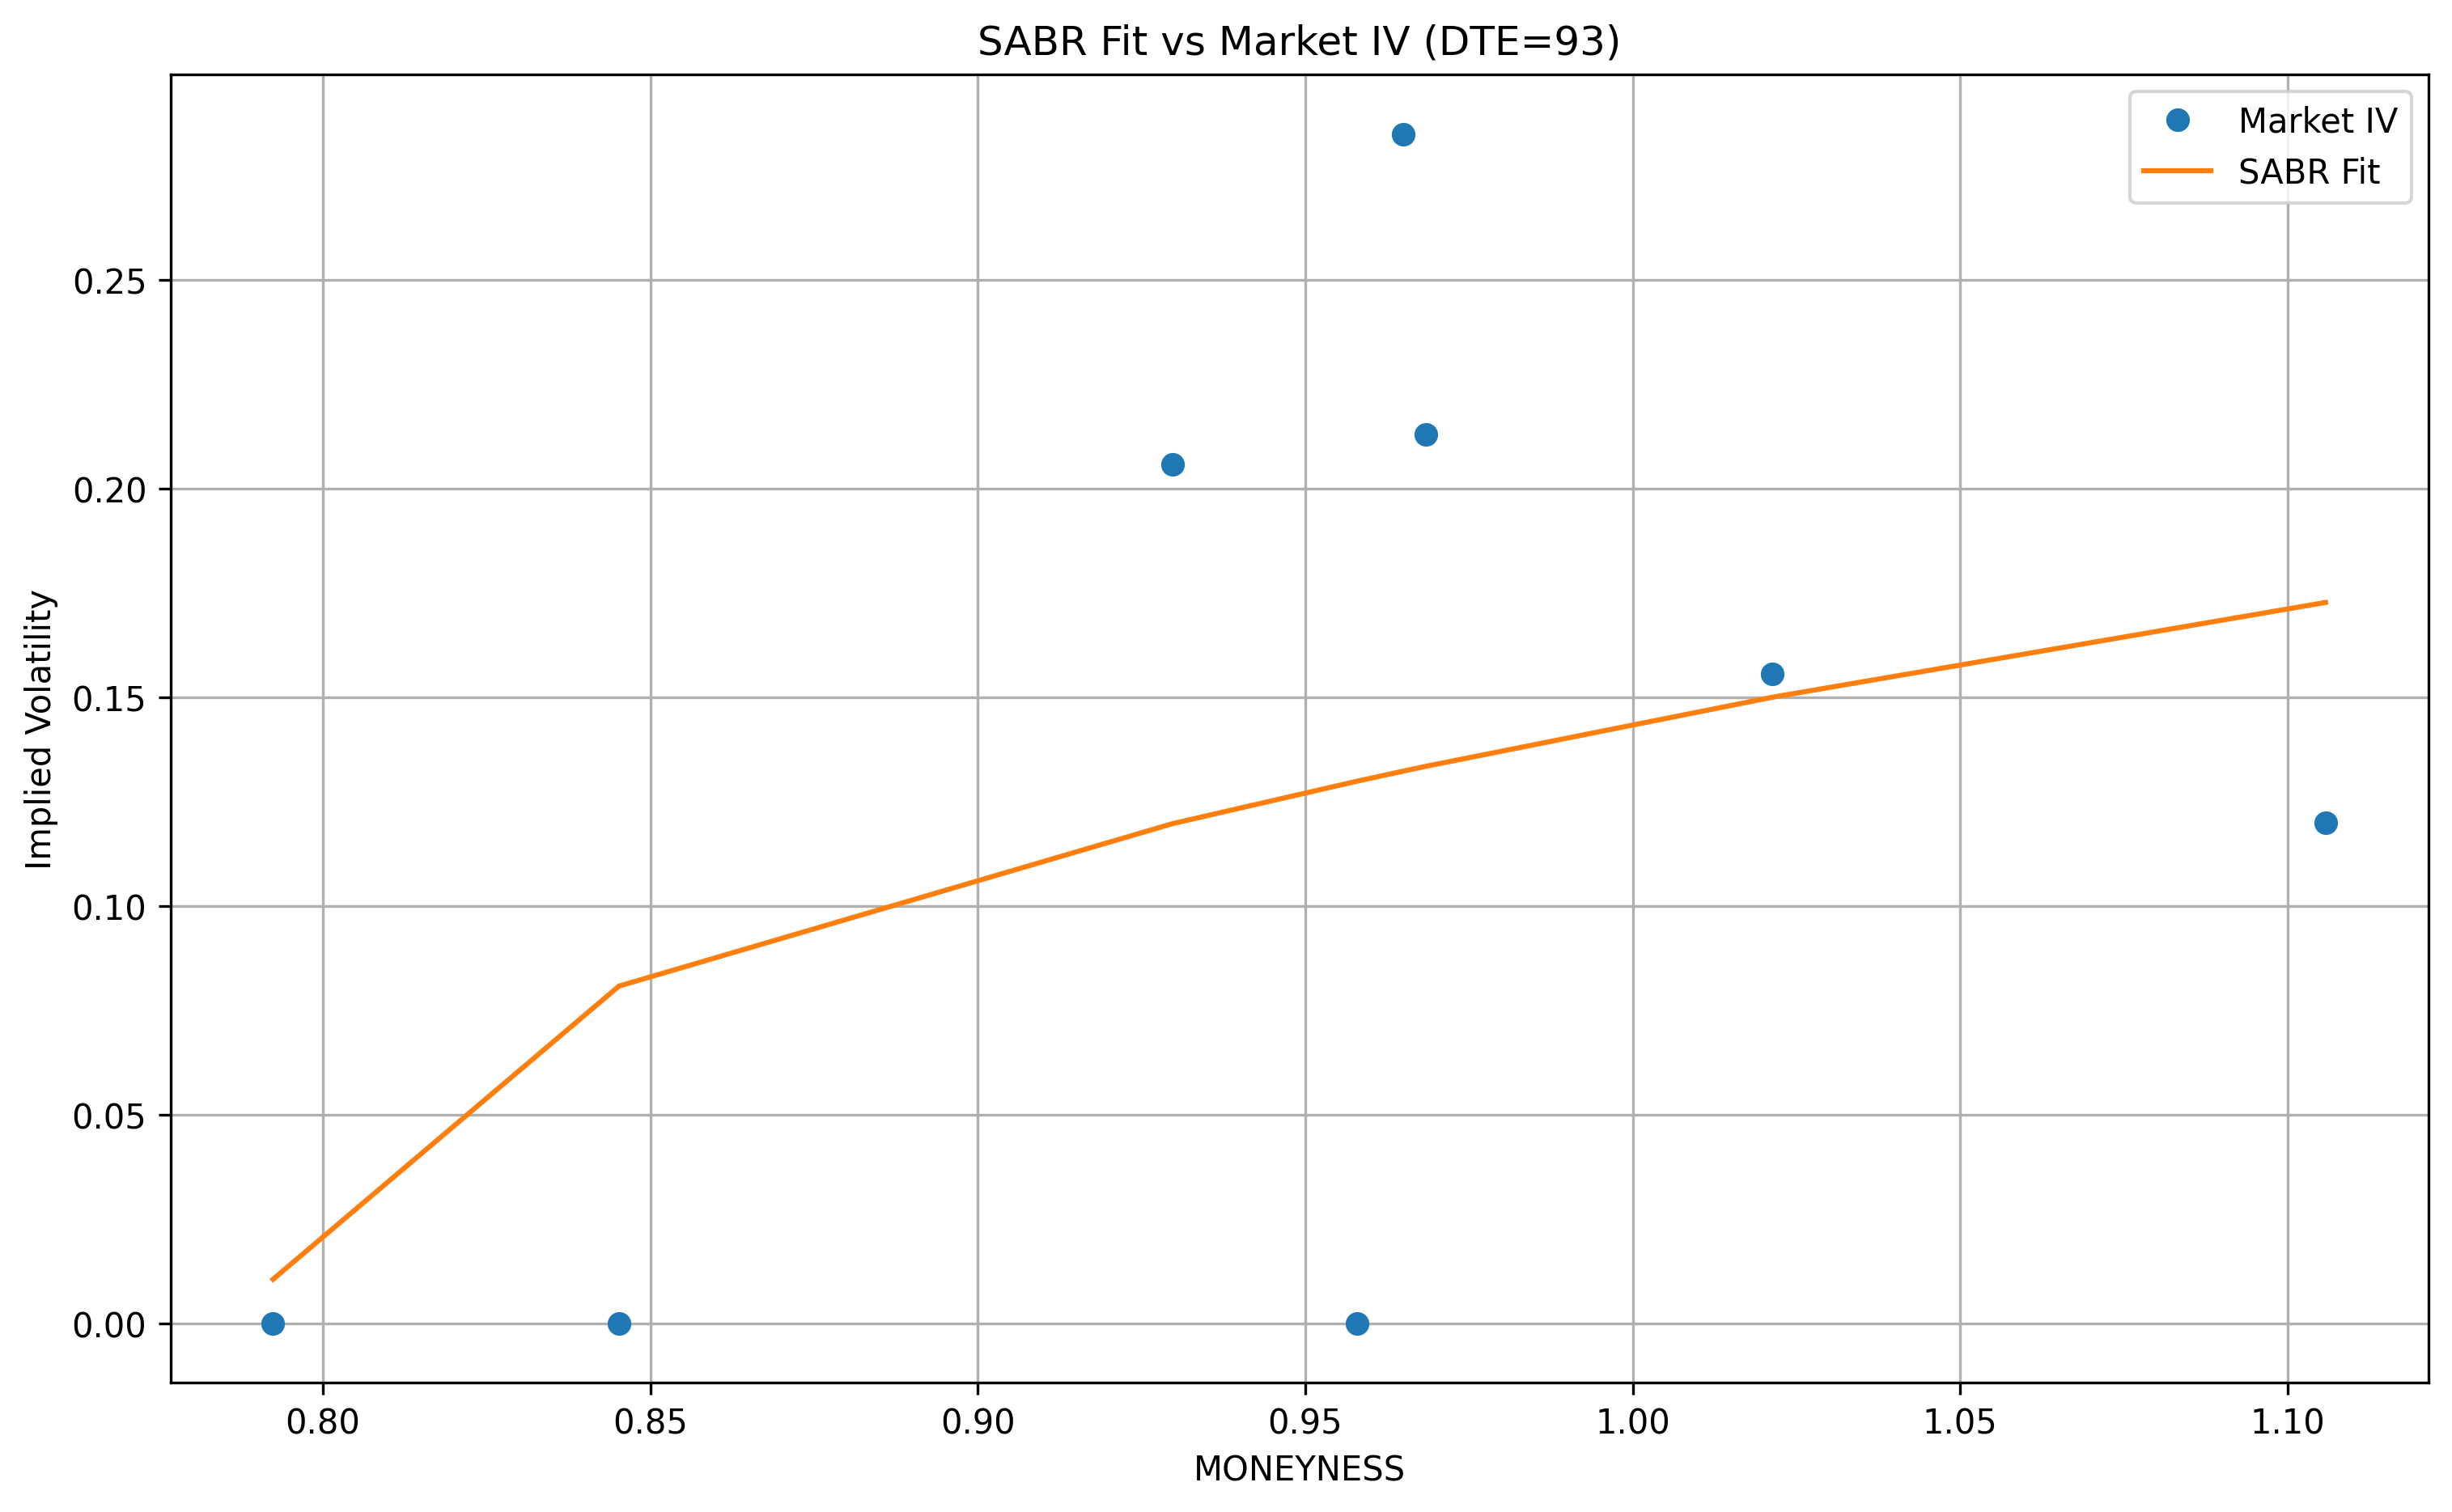 SABR Fit vs Market IV (DTE=93)
Market IV
SABR Fit
Implied Volatility
0.25
0.20
0.15
0.10
0.05
0.00
0.80 0.85 0.90 0.95 1.00 1.05 1.10
MONEYNESS